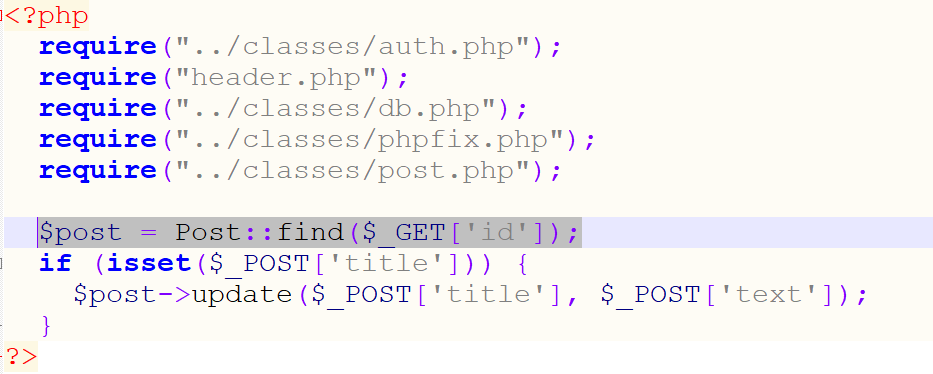 <?php
require("../classes/auth.php");
require("header.php");
require("../classes/db.php");
require("../classes/phpfix.php");
require("../classes/post.php");
$post = Post::find($_GET['id']);
if (isset($_POST['title'])) {
$post->update($_POST['title'], $_POST['text']);
}
?>